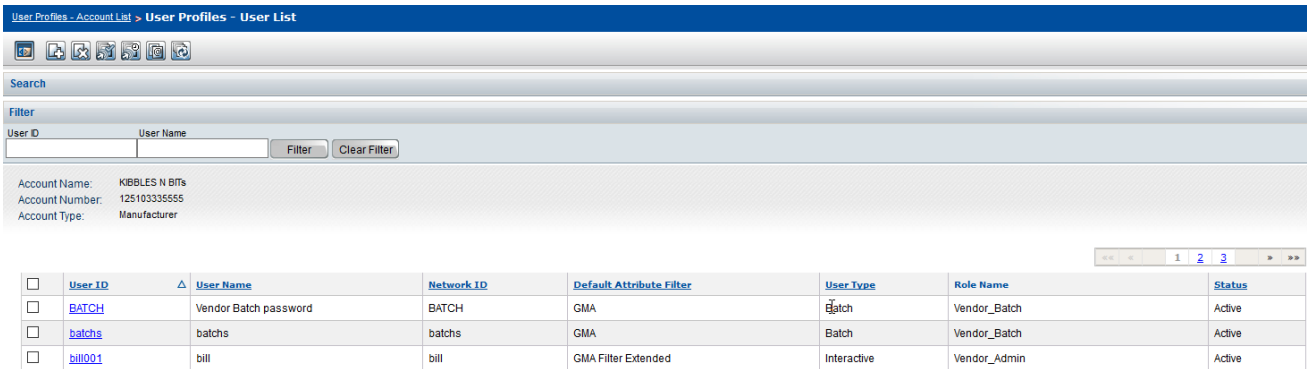 User Profiles - Account List > User Profiles - User List
Search
Filter
User ID User Name
Filter Clear Filter
Account Name: KIBBLES N BITs
Account Number: 125103335555
Account Type: Manufacturer
«« « 1 2 3 » »»
User ID User Name Network ID Default Attribute Filter User Type Role Name Status
BATCH Vendor Batch password BATCH GMA Batch Vendor_Batch Active
batchs batchs batchs GMA Batch Vendor_Batch Active
bill001 bill bill GMA Filter Extended Interactive Vendor_Admin Active